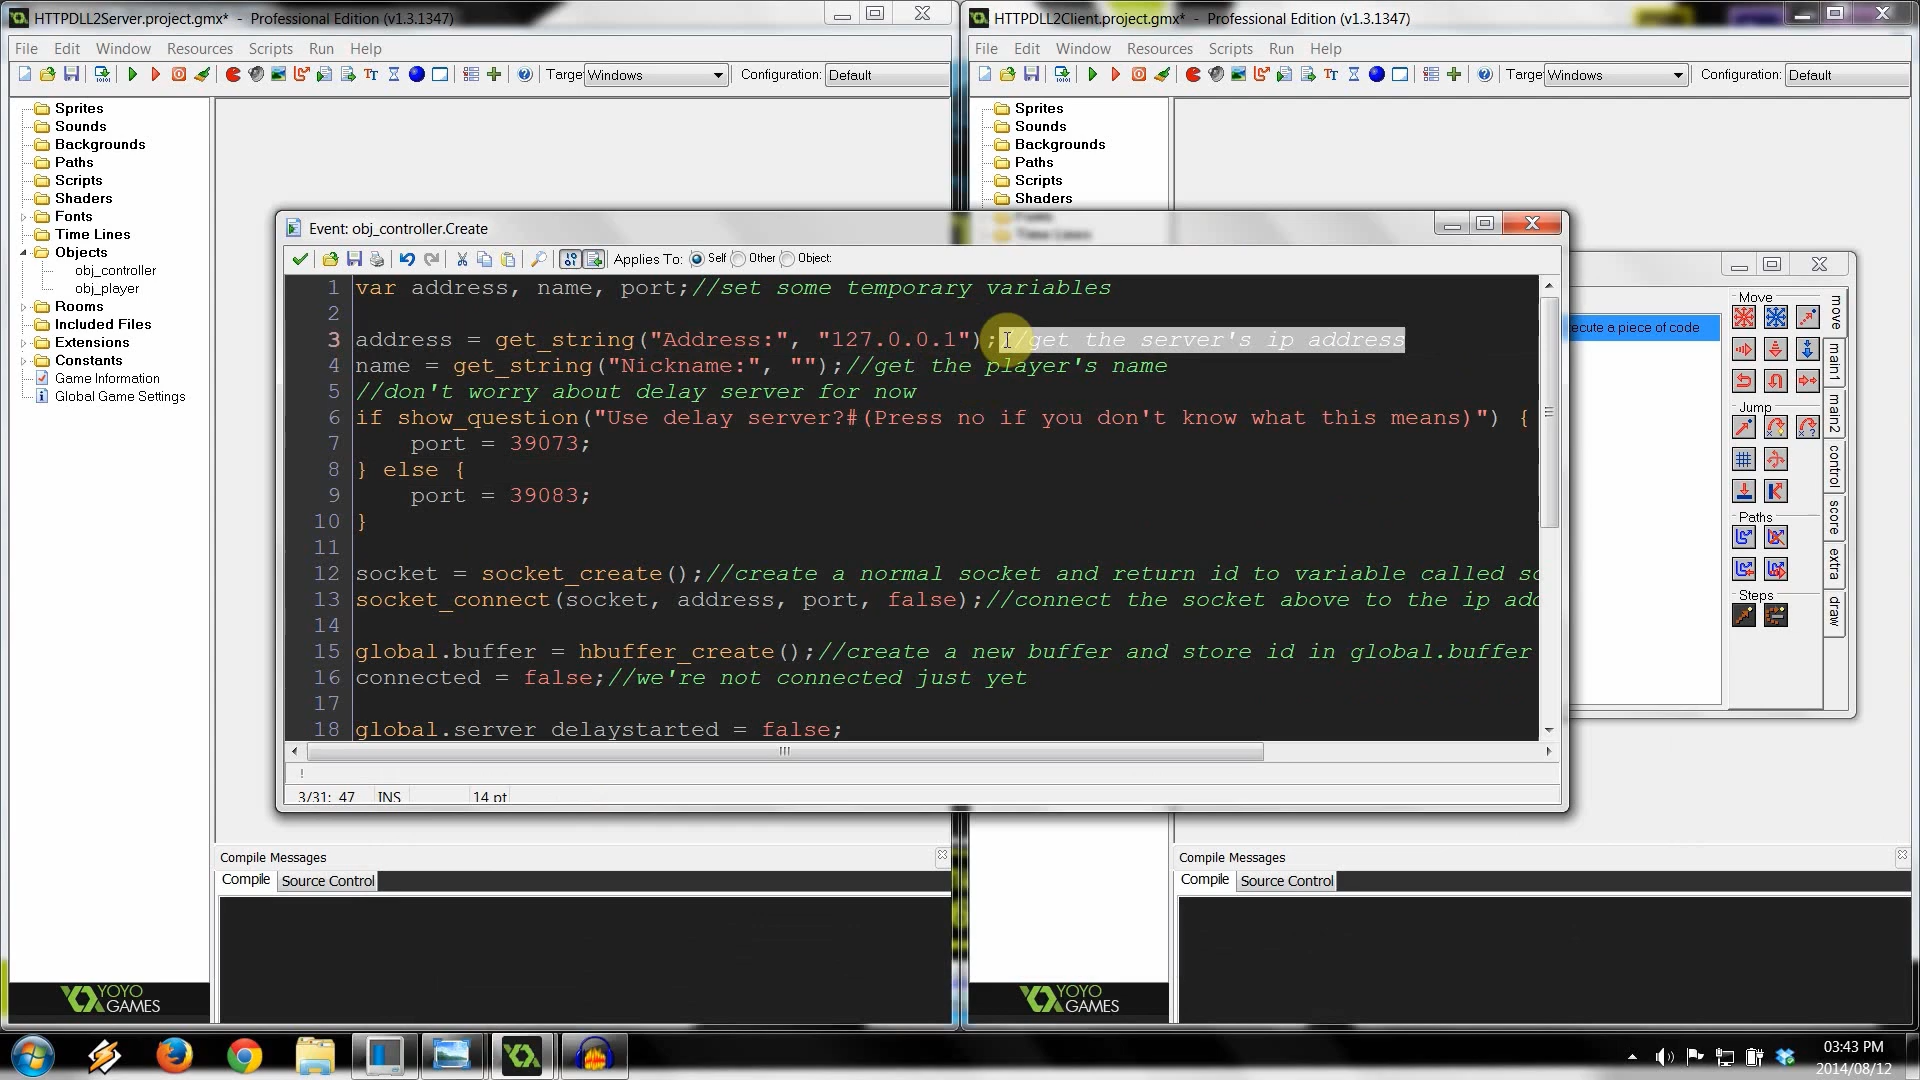 HTTPDLL2Server.project.gmx* - Professional Edition (v1.3.1347)
File Edit Window Resources Scripts Run Help
Target Windows Configuration: Default
Sprites
Sounds
Backgrounds
Paths
Scripts
Shaders
Fonts
Time Lines
Objects
obj_controller
obj_player
Rooms
Included Files
Extensions
Constants
Game Information
Global Game Settings
YOYO
GAMES
Compile Messages
Compile Source Control
HTTPDLL2Client.project.gmx* - Professional Edition (v1.3.1347)
File Edit Window Resources Scripts Run Help
Target Windows Configuration: Default
Sprites
Sounds
Backgrounds
Paths
Scripts
Shaders
Fonts
Time Lines
Event: obj_controller.Create
Applies To: Self Other Object:
1 var address, name, port;//set some temporary variables
2
3 address = get_string("Address:", "127.0.0.1");//get the server's ip address
4 name = get_string("Nickname:", "");//get the player's name
5 //don't worry about delay server for now
6 if show_question("Use delay server?#(Press no if you don't know what this means)") {
7 port = 39073;
8 } else {
9 port = 39083;
10 }
11
12 socket = socket_create();//create a normal socket and return id to variable called so
13 socket_connect(socket, address, port, false);//connect the socket above to the ip add
14
15 global.buffer = hbuffer_create();//create a new buffer and store id in global.buffer
16 connected = false;//we're not connected just yet
17
18 global.server_delaystarted = false;
!
3/31: 47 INS 14 pt
ecute a piece of code
Move
Jump
Paths
Steps
move
main1
main2
control
score
extra
draw
YOYO
GAMES
Compile Messages
Compile Source Control
03:43 PM
2014/08/12